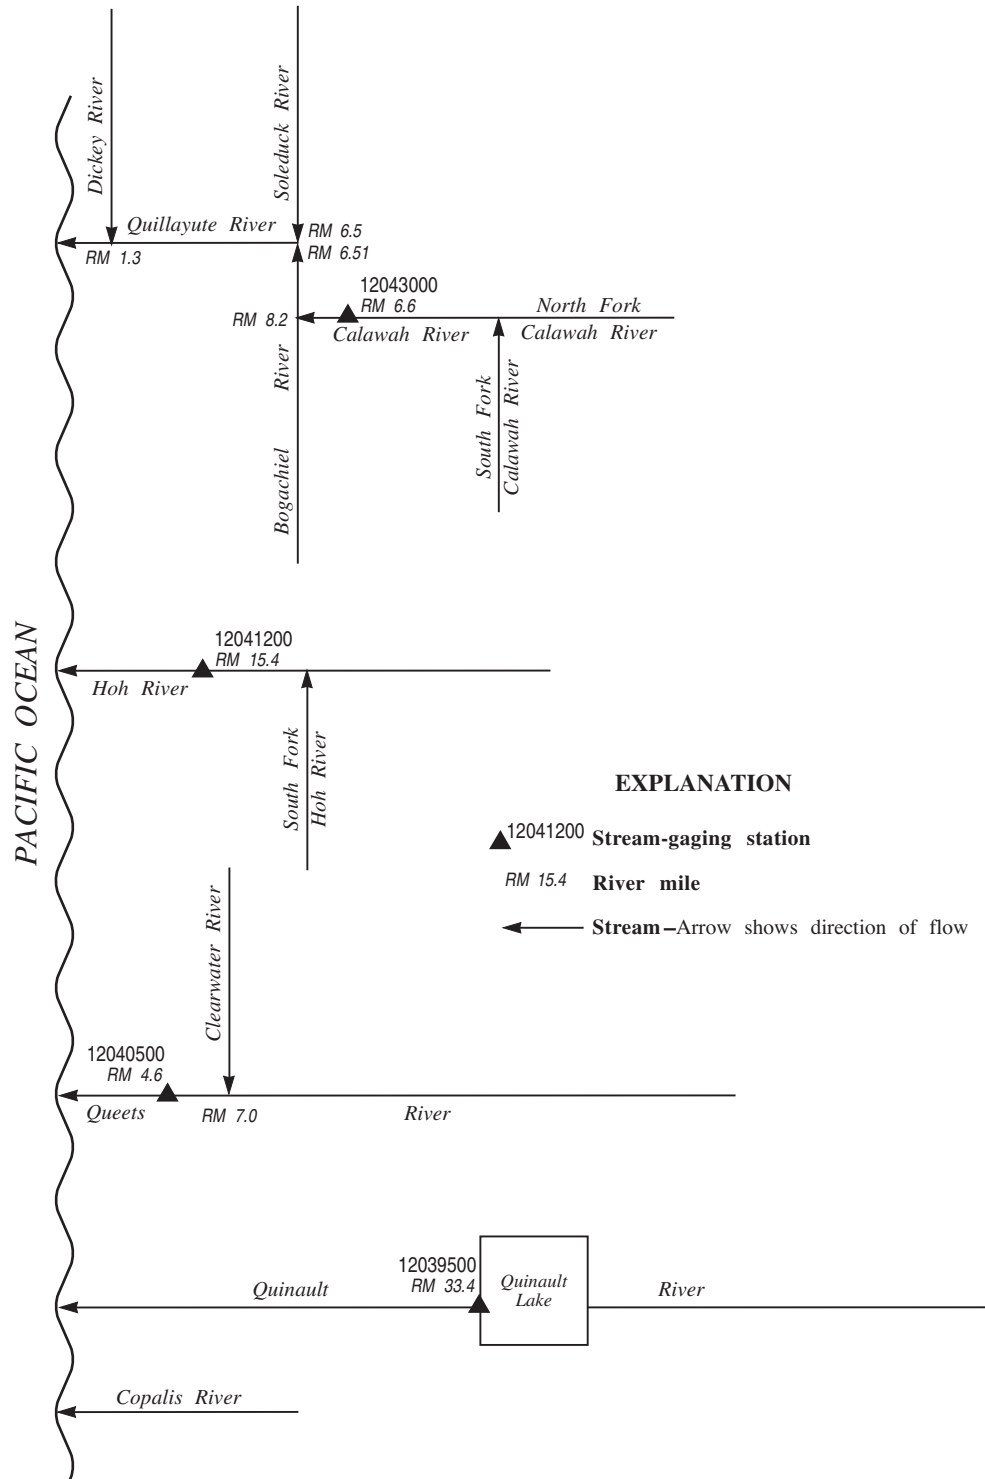 Dickey River
Soleduck River
Quillayute River
RM 6.5
RM 1.3
RM 6.51
12043000
RM 6.6
North Fork
RM 8.2
Calawah River
Calawah River
River
South Fork
Calawah River
Bogachiel
PACIFIC OCEAN
12041200
RM 15.4
Hoh River
South Fork
Hoh River
EXPLANATION
12041200 Stream-gaging station
RM 15.4 River mile
Stream–Arrow shows direction of flow
Clearwater River
12040500
RM 4.6
Queets
RM 7.0
River
12039500
RM 33.4
Quinault
Quinault
Lake
River
Copalis River